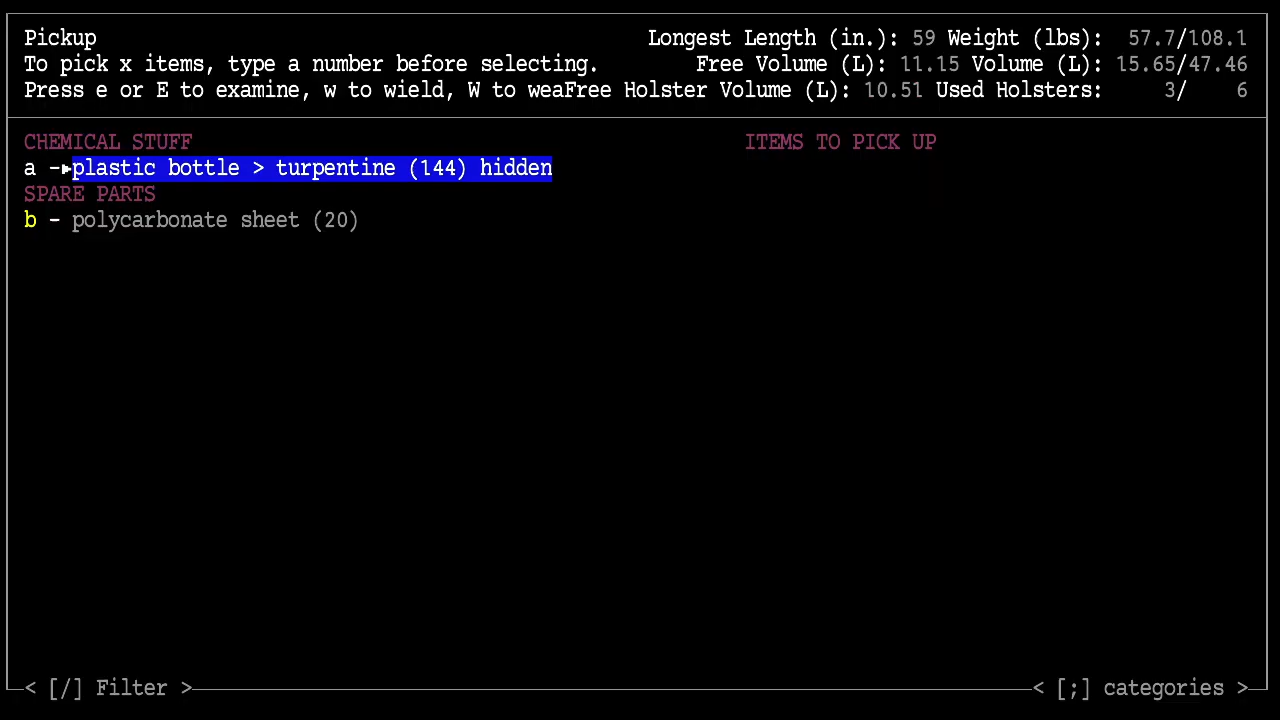 Pickup Longest Length (in.): 59 Weight (lbs): 57.7/108.1
To pick x items, type a number before selecting. Free Volume (L): 11.15 Volume (L): 15.65/47.46
Press e or E to examine, w to wield, W to weaFree Holster Volume (L): 10.51 Used Holsters: 3/ 6
CHEMICAL STUFF ITEMS TO PICK UP
a -▸plastic bottle > turpentine (144) hidden
SPARE PARTS
b - polycarbonate sheet (20)
< [/] Filter > < [;] categories >